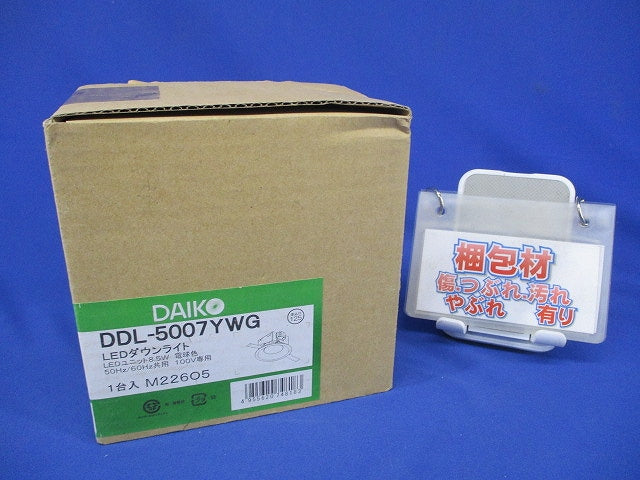 DAIKO
DDL-5007YWG
LEDダウンライト
LEDユニット8.5W 電球色
50Hz/60Hz共用 100V専用
1台入 M22605
梱包材
傷・つぶれ・汚れ
やぶれ 有り